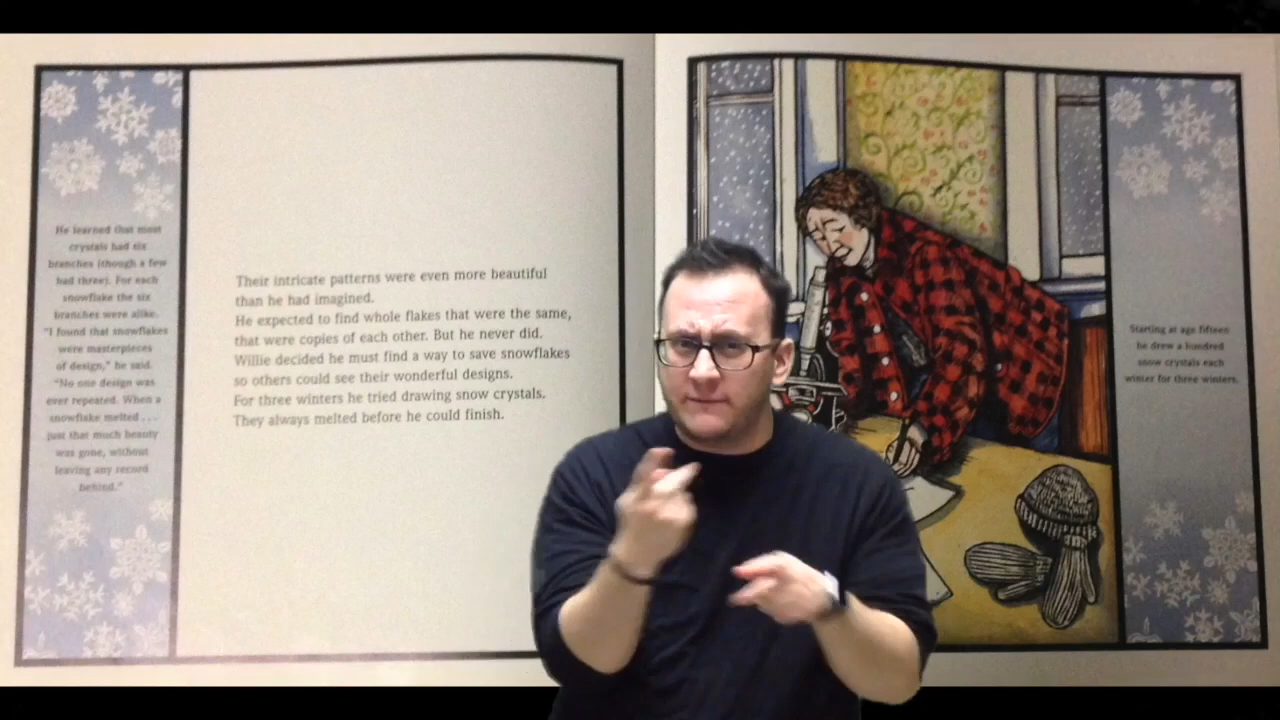 He learned that most
crystals had six
branches (though a few
had three). For each
snowflake the six
branches were alike.
"I found that snowflakes
were masterpieces
of design," he said.
"No one design was
ever repeated. When a
snowflake melted . . .
just that much beauty
was gone, without
leaving any record
behind."
Their intricate patterns were even more beautiful
than he had imagined.
He expected to find whole flakes that were the same,
that were copies of each other. But he never did.
Willie decided he must find a way to save snowflakes
so others could see their wonderful designs.
For three winters he tried drawing snow crystals.
They always melted before he could finish.
Starting at age fifteen
he drew a hundred
snow crystals each
winter for three winters.